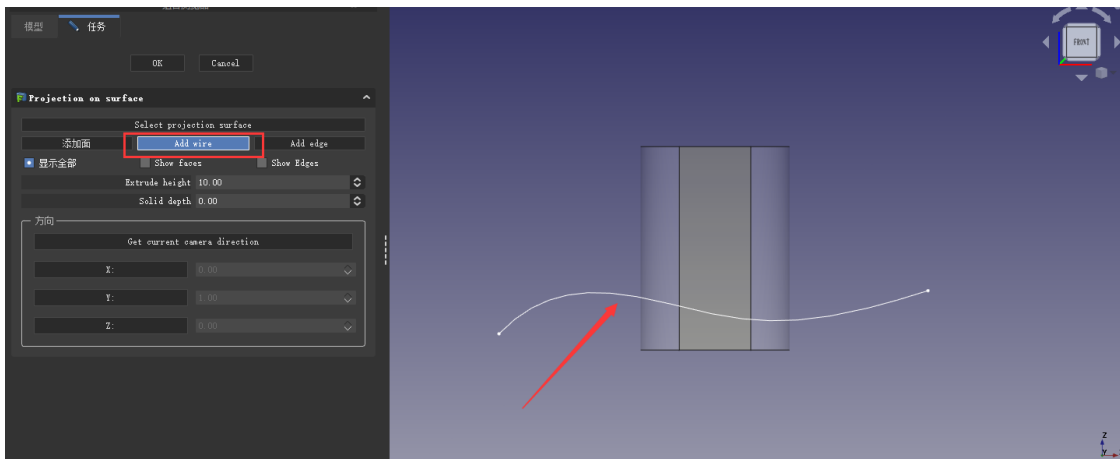 模型 任务
OK Cancel
Projection on surface
Select projection surface
添加面 Add wire Add edge
显示全部 Show faces Show Edges
Extrude height 10.00
Solid depth 0.00
方向
Get current camera direction
X: 0.00
Y: 1.00
Z: 0.00
FRONT
Z
Y